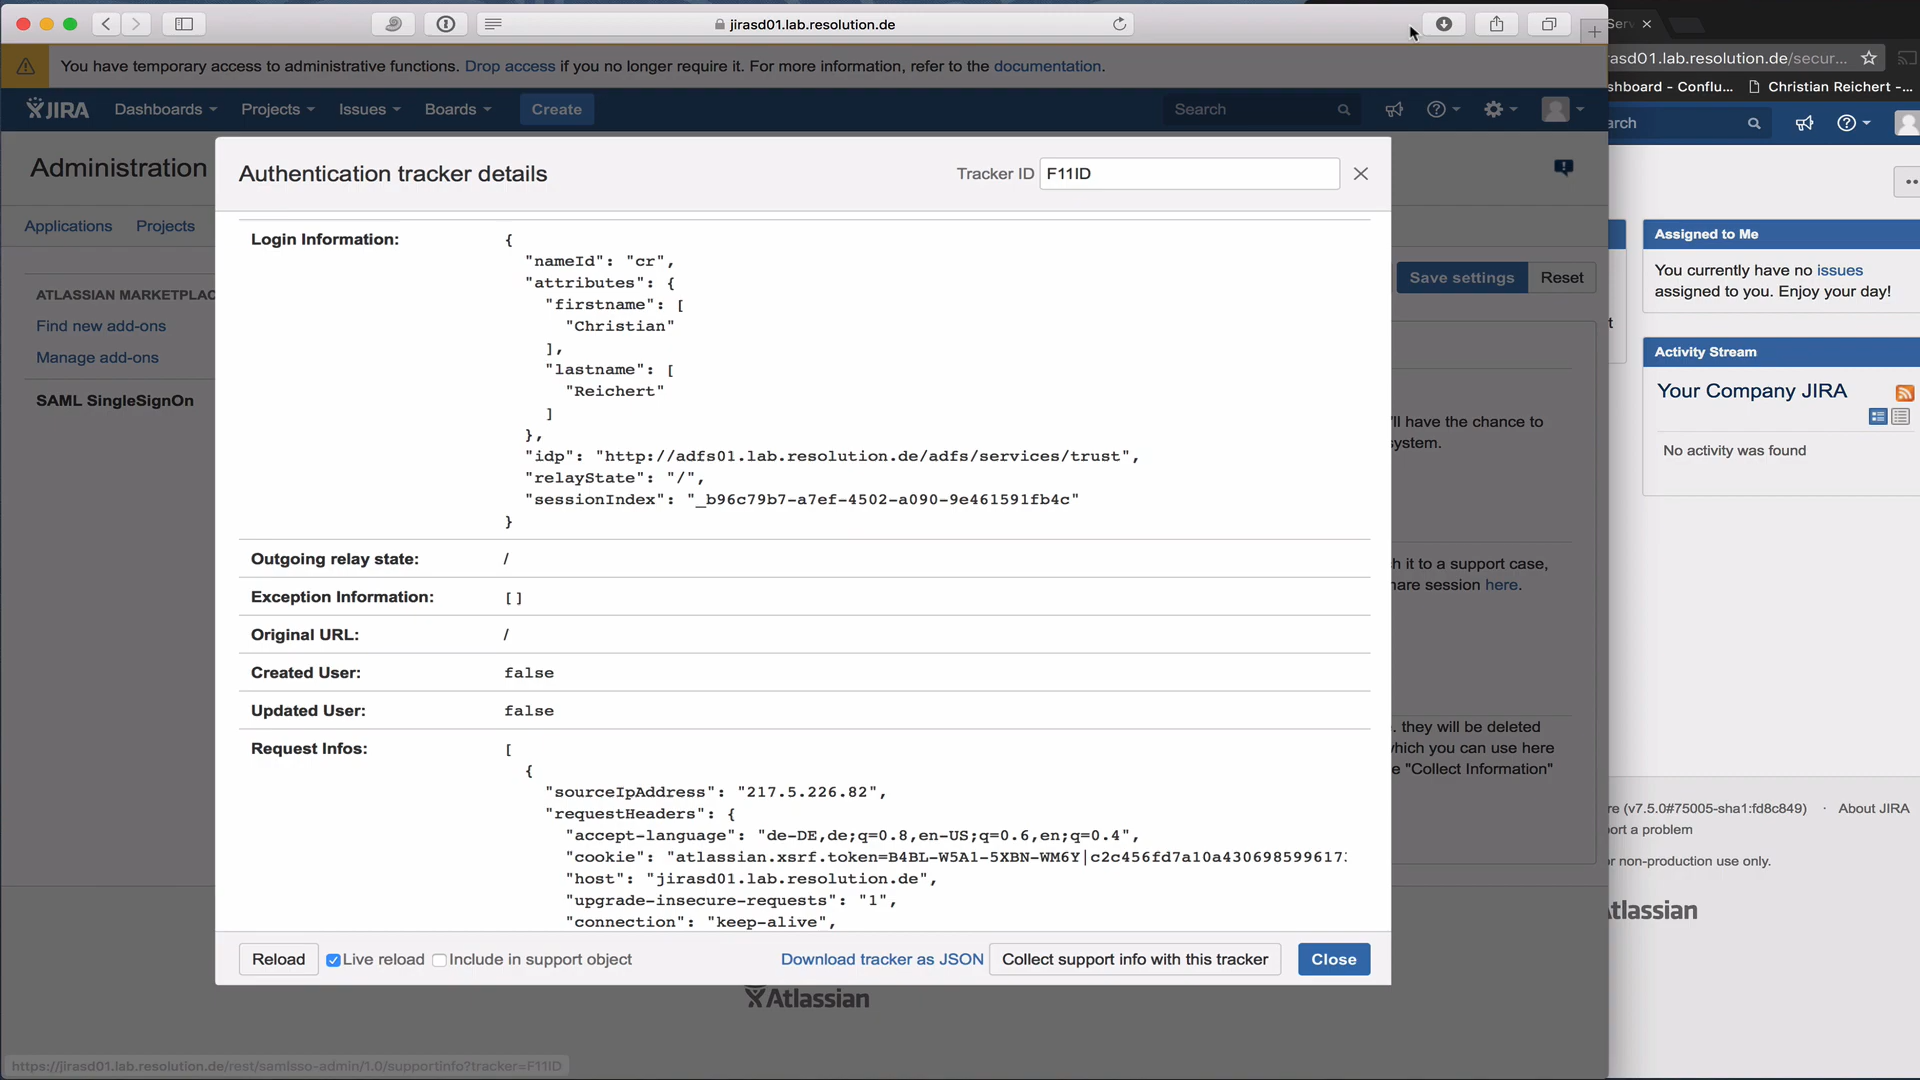 jirasd01.lab.resolution.de
You have temporary access to administrative functions. Drop access if you no longer require it. For more information, refer to the documentation.
JIRA Dashboards Projects Issues Boards Create Search
Administration
Applications Projects
ATLASSIAN MARKETPLAC
Find new add-ons
Manage add-ons
SAML SingleSignOn
Authentication tracker details Tracker ID F11ID
Login Information: {
"nameId": "cr",
"attributes": {
"firstname": [
"Christian"
],
"lastname": [
"Reichert"
]
},
"idp": "http://adfs01.lab.resolution.de/adfs/services/trust",
"relayState": "/",
"sessionIndex": "_b96c79b7-a7ef-4502-a090-9e461591fb4c"
}
Outgoing relay state: /
Exception Information: []
Original URL: /
Created User: false
Updated User: false
Request Infos: [
{
"sourceIpAddress": "217.5.226.82",
"requestHeaders": {
"accept-language": "de-DE,de;q=0.8,en-US;q=0.6,en;q=0.4",
"cookie": "atlassian.xsrf.token=B4BL-W5A1-5XBN-WM6Y|c2c456fd7a10a430698599617
"host": "jirasd01.lab.resolution.de",
"upgrade-insecure-requests": "1",
"connection": "keep-alive",
Reload Live reload Include in support object Download tracker as JSON Collect support info with this tracker Close
Save settings Reset
'll have the chance to
ystem.
h it to a support case,
hare session here.
. they will be deleted
which you can use here
e "Collect Information"
Atlassian
https://jirasd01.lab.resolution.de/rest/samlsso-admin/1.0/supportinfo?tracker=F11ID
Serv
asd01.lab.resolution.de/secur...
shboard - Conflu... Christian Reichert -...
arch
Assigned to Me
You currently have no issues
assigned to you. Enjoy your day!
t
Activity Stream
Your Company JIRA
No activity was found
re (v7.5.0#75005-sha1:fd8c849) · About JIRA
ort a problem
or non-production use only.
tlassian